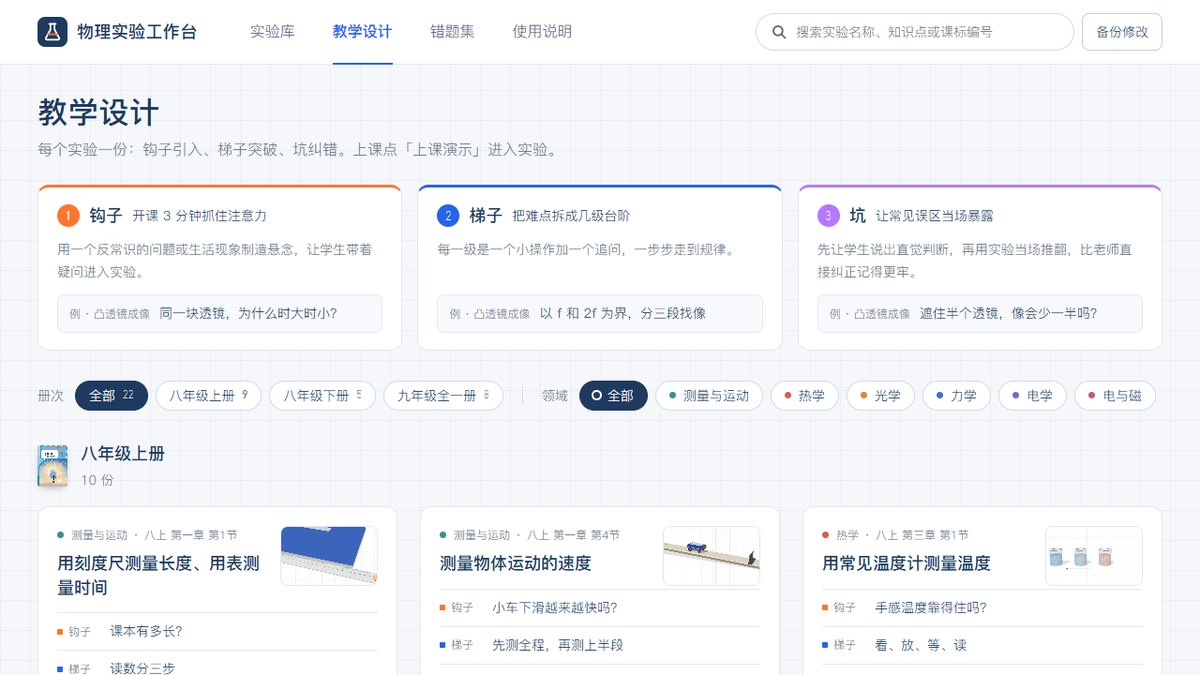 物理实验工作台
实验库
教学设计
错题集
使用说明
搜索实验名称、知识点或课标编号
备份修改
教学设计
每个实验一份：钩子引入、梯子突破、坑纠错。上课点「上课演示」进入实验。
1 钩子 开课 3 分钟抓住注意力
用一个反常识的问题或生活现象制造悬念，让学生带着
疑问进入实验。
例 · 凸透镜成像 同一块透镜，为什么时大时小？
2 梯子 把难点拆成几级台阶
每一级是一个小操作加一个追问，一步步走到规律。
例 · 凸透镜成像 以 f 和 2f 为界，分三段找像
3 坑 让常见误区当场暴露
先让学生说出直觉判断，再用实验当场推翻，比老师直
接纠正记得更牢。
例 · 凸透镜成像 遮住半个透镜，像会少一半吗？
册次 全部 22 八年级上册 9 八年级下册 5 九年级全一册 8 领域 全部 测量与运动 热学 光学 力学 电学 电与磁
八年级上册
10 份
测量与运动 · 八上 第一章 第1节
用刻度尺测量长度、用表测
量时间
钩子 课本有多长？
梯子 读数分三步
测量与运动 · 八上 第一章 第4节
测量物体运动的速度
钩子 小车下滑越来越快吗？
梯子 先测全程，再测上半段
热学 · 八上 第三章 第1节
用常见温度计测量温度
钩子 手感温度靠得住吗？
梯子 看、放、等、读